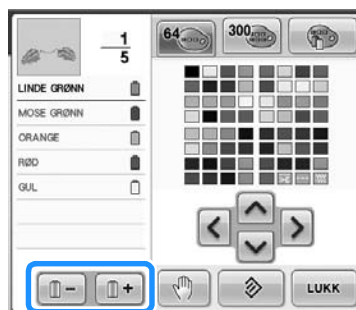 1
5
64
300
LINDE GRØNN
MOSE GRØNN
ORANGE
RØD
GUL
LUKK